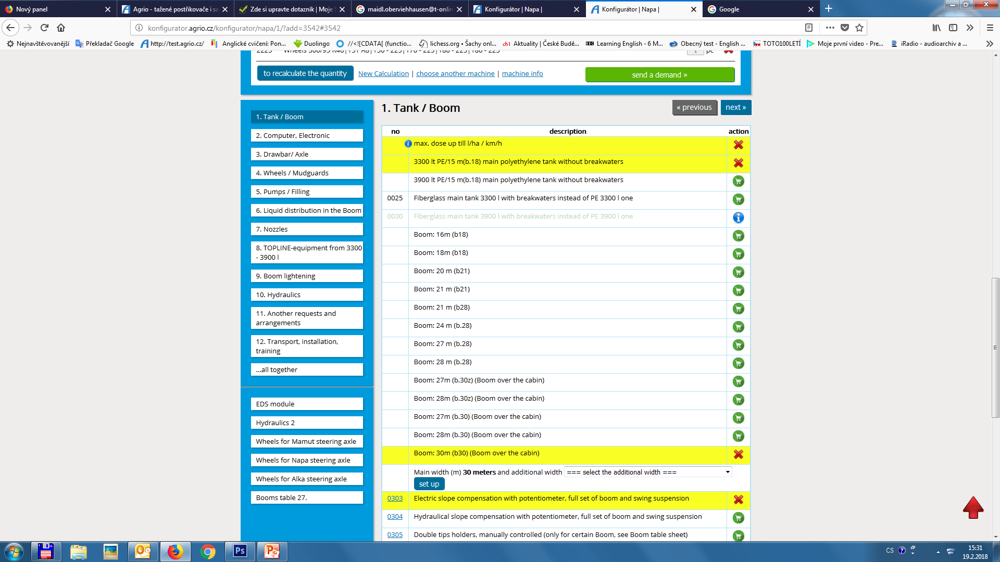 Nový panel
Agrio - tažené postřikovače i sa
Zde si upravte dotazník | Moje
maidl.oberviehhausen@t-onlin
Konfigurátor | Napa |
Konfigurátor | Napa |
Google
konfigurator.agrio.cz/konfigurator/napa/1/?add=3542#3542
Nejnavštěvovanější
Překladač Google
http://test.agrio.cz/
Anglické cvičení: Pon...
Duolingo
//<![CDATA[ (functio...
lichess.org • Šachy onl...
cb1 Aktuality | České Budě...
BBC Learning English - 6 M...
Obecný test - English ...
TOTO100LETÍ
Moje první video - Pre...
iRadio - audioarchiv a ...
2225 Wheels 300/95 R46|151 A8|150 - 225|170 - 225|180 - 225|180 - 225 1 pc
to recalculate the quantity New Calculation | choose another machine | machine info send a demand »
1. Tank / Boom
2. Computer, Electronic
3. Drawbar/ Axle
4. Wheels / Mudguards
5. Pumps / Filling
6. Liquid distribution in the Boom
7. Nozzles
8. TOPLINE-equipment from 3300
- 3900 l
9. Boom lightening
10. Hydraulics
11. Another requests and
arrangements
12. Transport, installation,
training
...all together
EDS module
Hydraulics 2
Wheels for Mamut steering axle
Wheels for Napa steering axle
Wheels for Alka steering axle
Booms table 27.
1. Tank / Boom
« previous next »
no description action
max. dose up till l/ha / km/h
3300 lt PE/15 m(b.18) main polyethylene tank without breakwaters
3900 lt PE/15 m(b.18) main polyethylene tank without breakwaters
0025 Fiberglass main tank 3300 l with breakwaters instead of PE 3300 l one
0030 Fiberglass main tank 3900 l with breakwaters instead of PE 3900 l one
Boom: 16m (b18)
Boom: 18m (b18)
Boom: 20 m (b21)
Boom: 21 m (b21)
Boom: 21 m (b28)
Boom: 24 m (b.28)
Boom: 27 m (b.28)
Boom: 28 m (b.28)
Boom: 27m (b.30z) (Boom over the cabin)
Boom: 28m (b.30z) (Boom over the cabin)
Boom: 27m (b.30) (Boom over the cabin)
Boom: 28m (b.30) (Boom over the cabin)
Boom: 30m (b30) (Boom over the cabin)
Main width (m) 30 meters and additional width === select the additional width ===
set up
0303 Electric slope compensation with potentiometer, full set of boom and swing suspension
0304 Hydraulical slope compensation with potentiometer, full set of boom and swing suspension
0305 Double tips holders, manually controlled (only for certain Boom, see Boom table sheet)
Ps
CS
15:31
19.2.2018